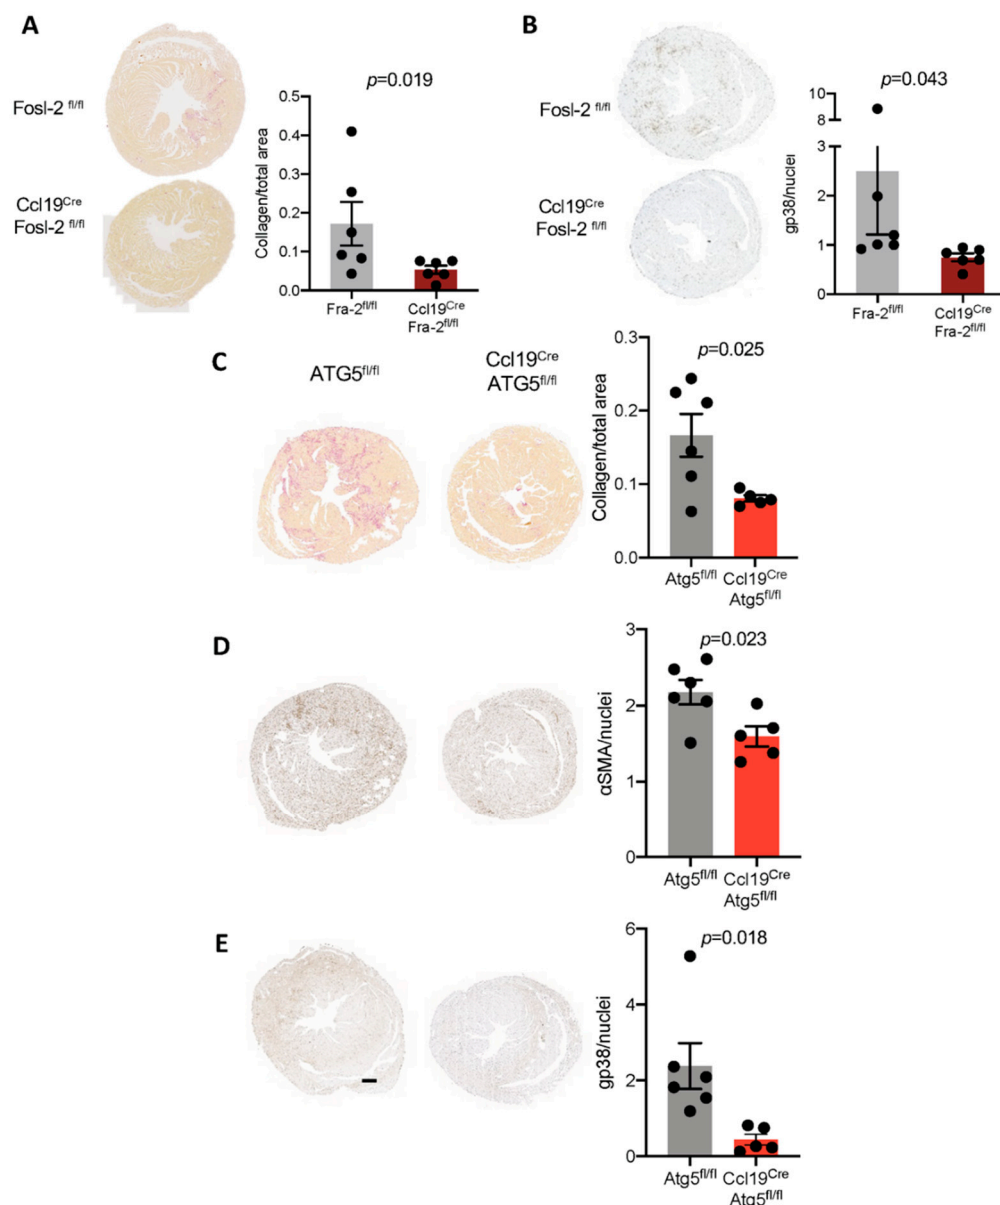 A
Fosl-2 fl/fl
Ccl19Cre
Fosl-2 fl/fl
p=0.019
Collagen/total area
0.5
0.4
0.3
0.2
0.1
0.0
Fra-2fl/fl
Ccl19Cre
Fra-2fl/fl
B
Fosl-2 fl/fl
Ccl19Cre
Fosl-2 fl/fl
p=0.043
gp38/nuclei
10
8
3
2
1
0
Fra-2fl/fl
Ccl19Cre
Fra-2fl/fl
C
ATG5fl/fl
Ccl19Cre
ATG5fl/fl
p=0.025
Collagen/total area
0.3
0.2
0.1
0.0
Atg5fl/fl
Ccl19Cre
Atg5fl/fl
D
p=0.023
αSMA/nuclei
3
2
1
0
Atg5fl/fl
Ccl19Cre
Atg5fl/fl
E
p=0.018
gp38/nuclei
6
4
2
0
Atg5fl/fl
Ccl19Cre
Atg5fl/fl